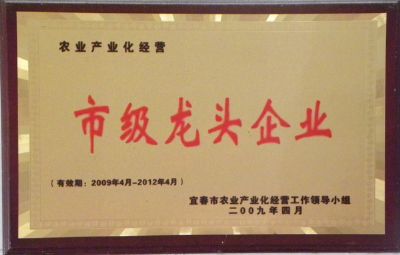 农业产业化经营
市级龙头企业
(有效期：2009年4月-2012年4月)
宜春市农业产业化经营工作领导小组
二00九年四月